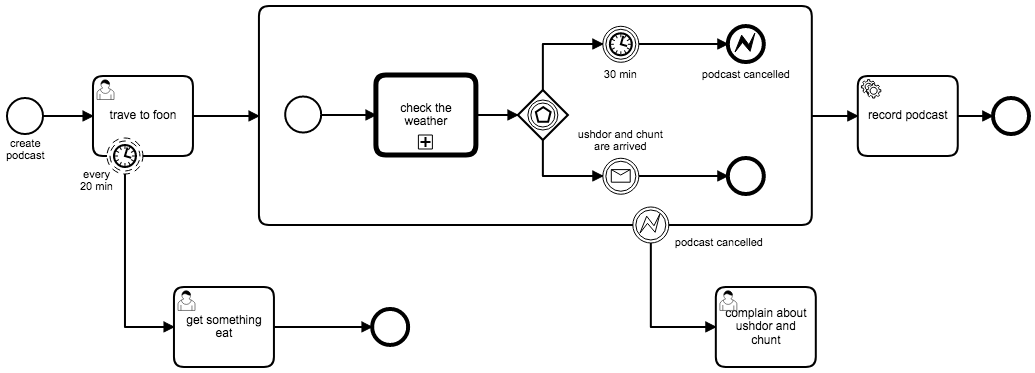 create
podcast
trave to foon
every
20 min
get something
eat
check the
weather
30 min
podcast cancelled
ushdor and chunt
are arrived
podcast cancelled
complain about
ushdor and
chunt
record podcast